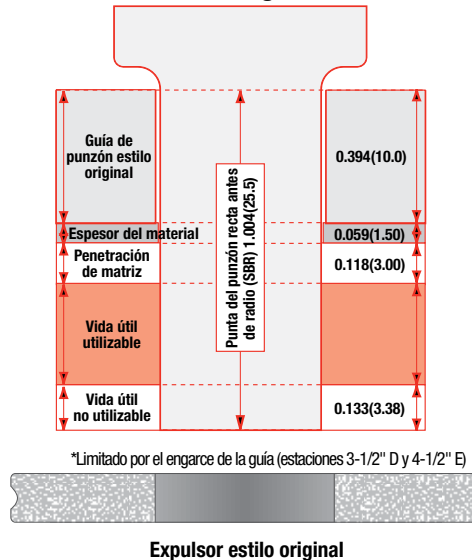 Guía de
punzón estilo
original
0.394(10.0)
Espesor del material
0.059(1.50)
Penetración
de matriz
0.118(3.00)
Punta del punzón recta antes
de radio (SBR) 1.004(25.5)
Vida útil
utilizable
Vida útil
no utilizable
0.133(3.38)
*Limitado por el engarce de la guía (estaciones 3-1/2" D y 4-1/2" E)
Expulsor estilo original